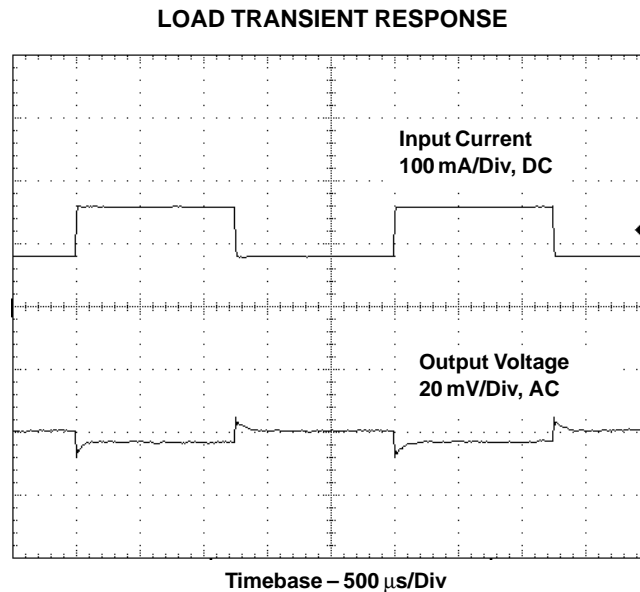 LOAD TRANSIENT RESPONSE
Input Current
100 mA/Div, DC
Output Voltage
20 mV/Div, AC
Timebase – 500 μs/Div